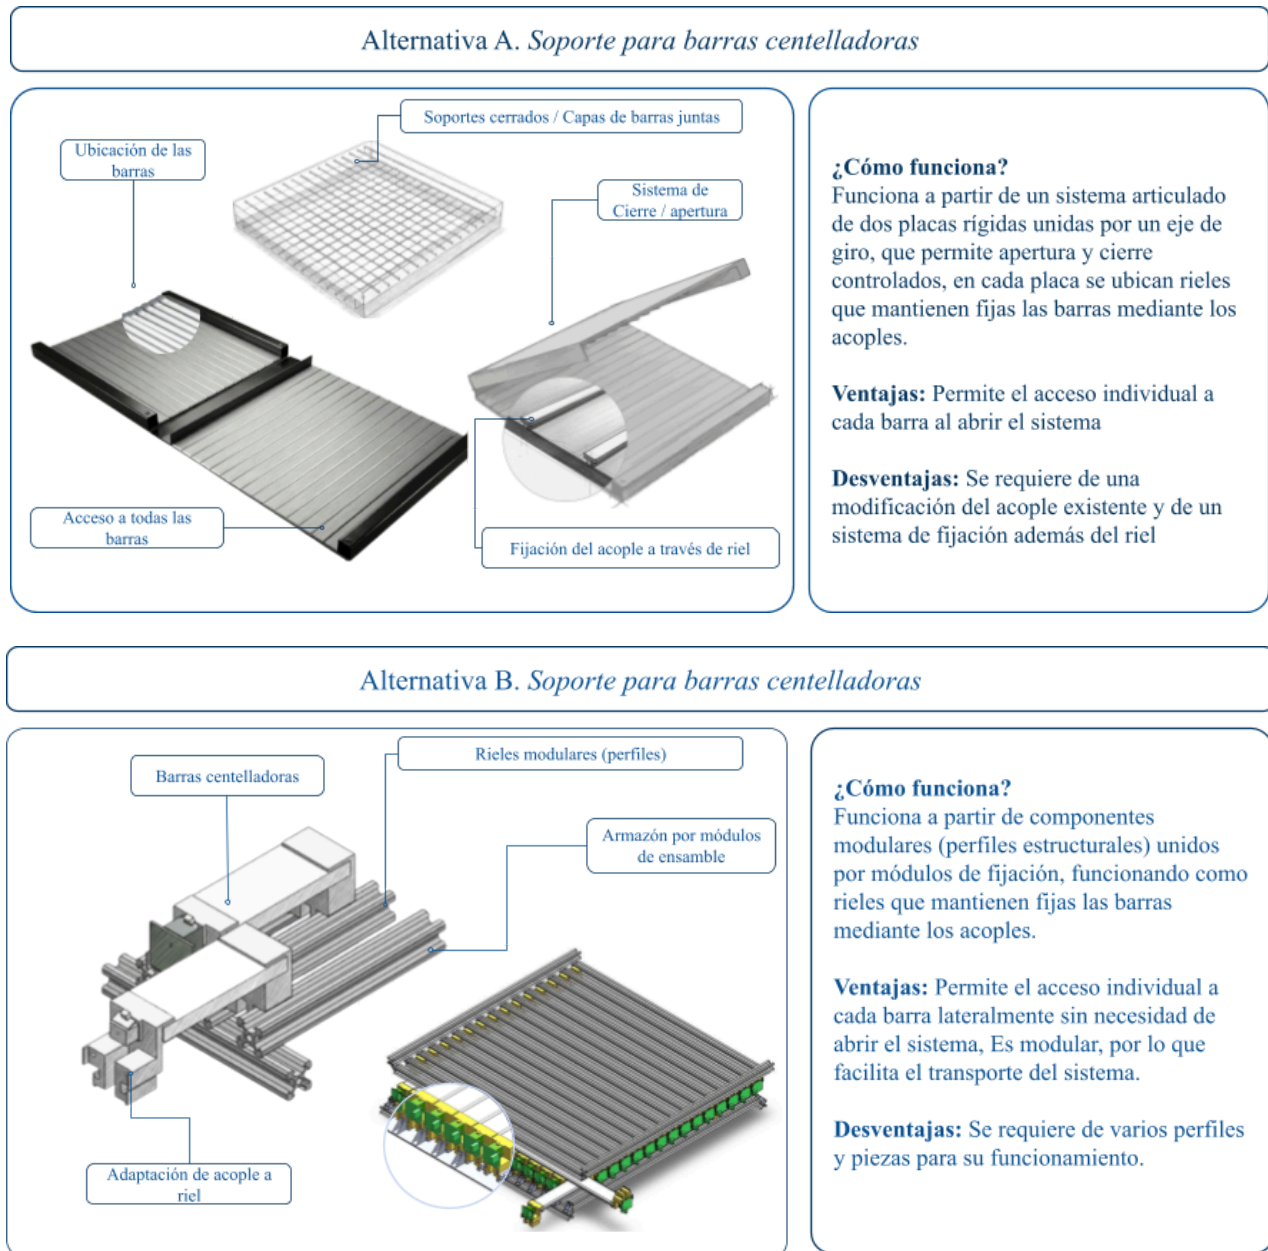 Alternativa A. Soporte para barras centelladoras
Soportes cerrados / Capas de barras juntas
Ubicación de las
barras
Sistema de
Cierre / apertura
Acceso a todas las
barras
Fijación del acople a través de riel
¿Cómo funciona?
Funciona a partir de un sistema articulado
de dos placas rígidas unidas por un eje de
giro, que permite apertura y cierre
controlados, en cada placa se ubican rieles
que mantienen fijas las barras mediante los
acoples.
Ventajas: Permite el acceso individual a
cada barra al abrir el sistema
Desventajas: Se requiere de una
modificación del acople existente y de un
sistema de fijación además del riel
Alternativa B. Soporte para barras centelladoras
Rieles modulares (perfiles)
Barras centelladoras
Armazón por módulos
de ensamble
Adaptación de acople a
riel
¿Cómo funciona?
Funciona a partir de componentes
modulares (perfiles estructurales) unidos
por módulos de fijación, funcionando como
rieles que mantienen fijas las barras
mediante los acoples.
Ventajas: Permite el acceso individual a
cada barra lateralmente sin necesidad de
abrir el sistema, Es modular, por lo que
facilita el transporte del sistema.
Desventajas: Se requiere de varios perfiles
y piezas para su funcionamiento.